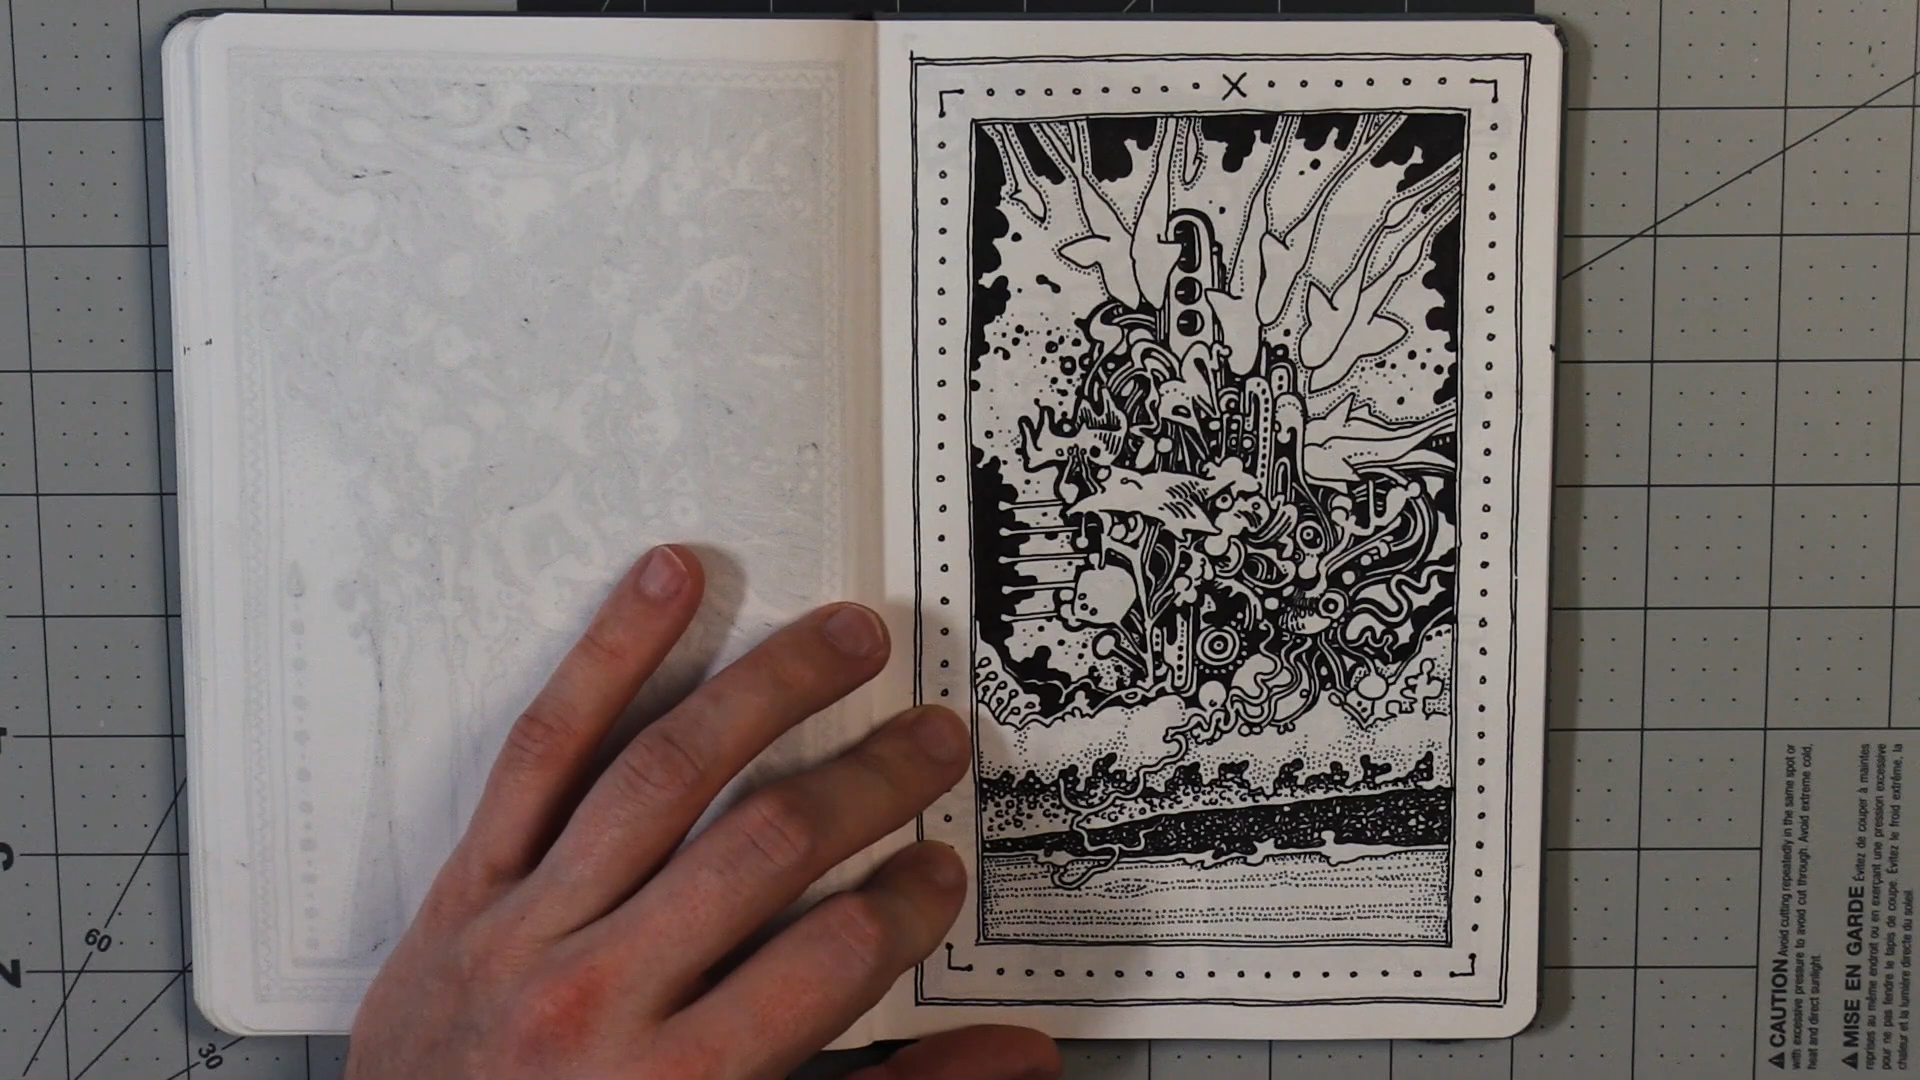 X
60
30
3
2
⚠ CAUTION Avoid cutting repeatedly in the same spot or
with excessive pressure to avoid cut through. Avoid extreme cold,
heat and direct sunlight.
⚠ MISE EN GARDE Évitez de couper à maintes
reprises au même endroit ou en exerçant une pression excessive
pour ne pas fendre le tapis de coupe. Évitez le froid extrême, la
chaleur et la lumière directe du soleil.